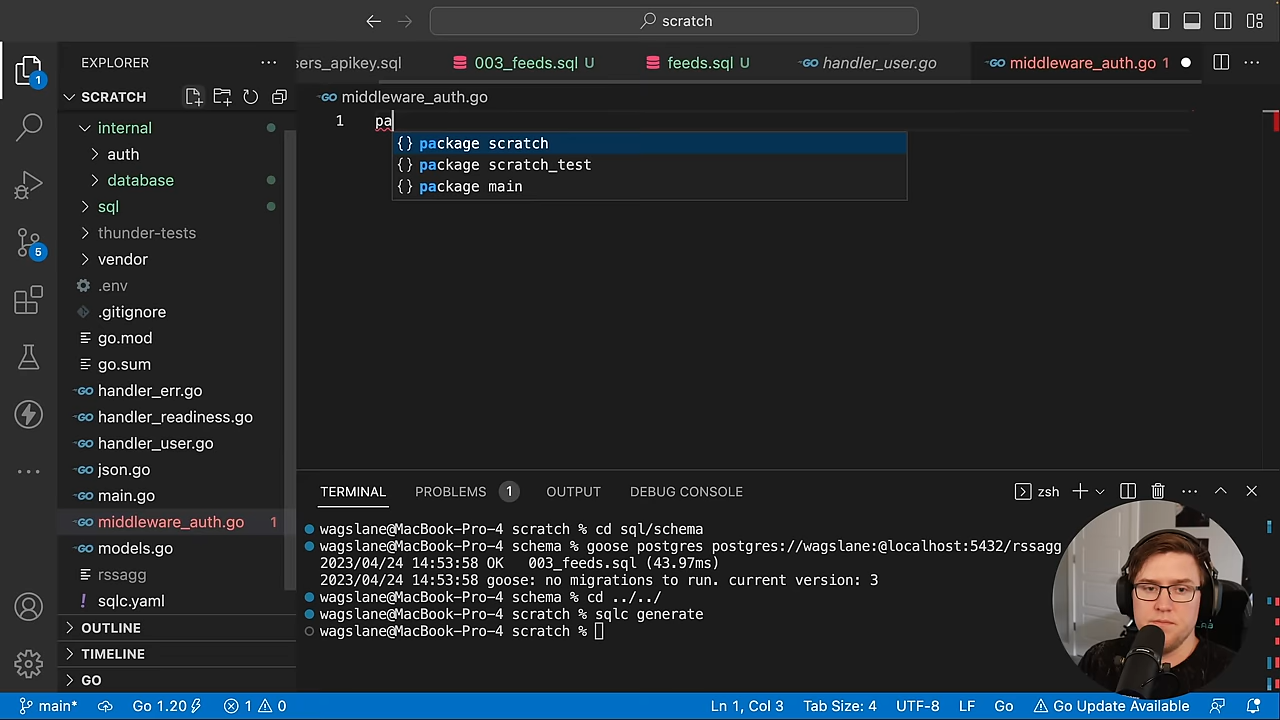 scratch
EXPLORER
SCRATCH
internal
auth
database
sql
thunder-tests
vendor
.env
.gitignore
go.mod
go.sum
handler_err.go
handler_readiness.go
handler_user.go
json.go
main.go
middleware_auth.go 1
models.go
rssagg
sqlc.yaml
OUTLINE
TIMELINE
GO
1
5
sers_apikey.sql
003_feeds.sql U
feeds.sql U
handler_user.go
middleware_auth.go 1
middleware_auth.go
1 pa
package scratch
package scratch_test
package main
TERMINAL PROBLEMS 1 OUTPUT DEBUG CONSOLE
zsh
wagslane@MacBook-Pro-4 scratch % cd sql/schema
wagslane@MacBook-Pro-4 schema % goose postgres postgres://wagslane:@localhost:5432/rssagg
2023/04/24 14:53:58 OK 003_feeds.sql (43.97ms)
2023/04/24 14:53:58 goose: no migrations to run. current version: 3
wagslane@MacBook-Pro-4 schema % cd ../../
wagslane@MacBook-Pro-4 scratch % sqlc generate
wagslane@MacBook-Pro-4 scratch %
main* Go 1.20 1 0 Ln 1, Col 3 Tab Size: 4 UTF-8 LF Go Go Update Available